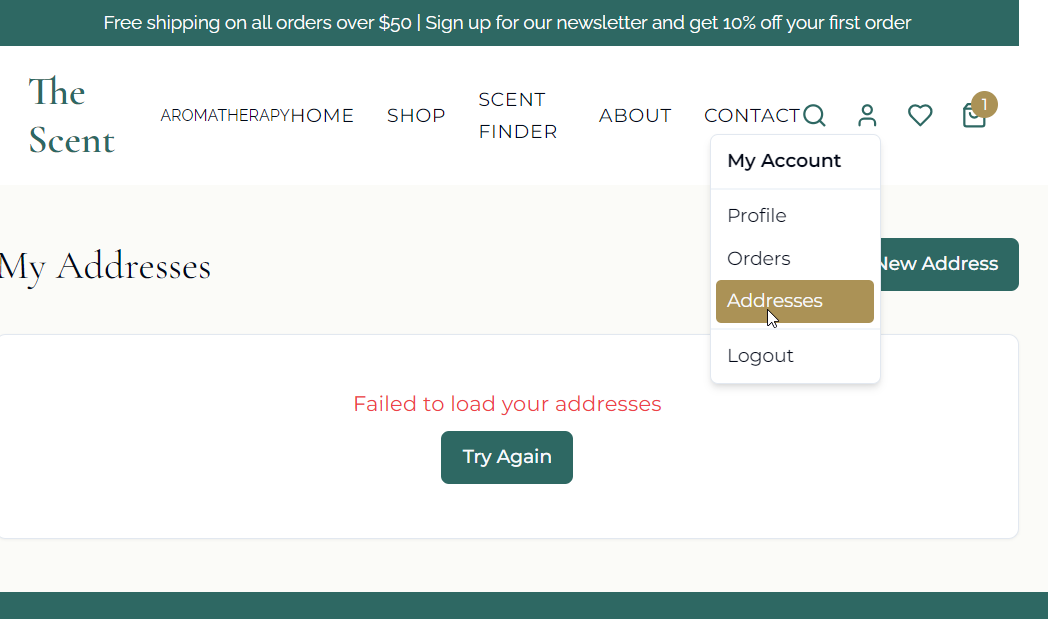 Free shipping on all orders over $50 | Sign up for our newsletter and get 10% off your first order
The
Scent
AROMATHERAPY
HOME
SHOP
SCENT
FINDER
ABOUT
CONTACT
1
My Account
Profile
Orders
Addresses
Logout
My Addresses
New Address
Failed to load your addresses
Try Again